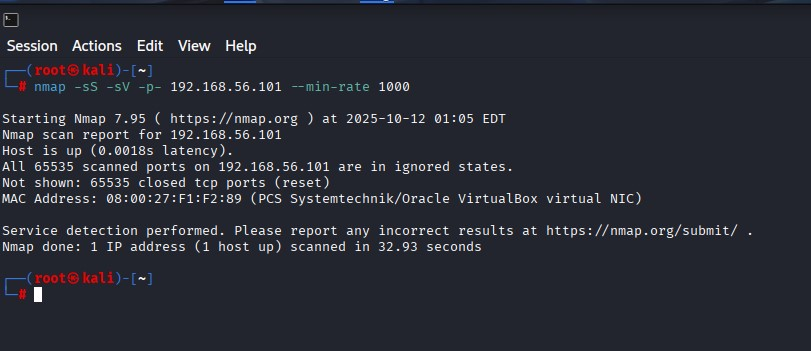 Session Actions Edit View Help
┌──(root㉿kali)-[~]
└─# nmap -sS -sV -p- 192.168.56.101 --min-rate 1000
Starting Nmap 7.95 ( https://nmap.org ) at 2025-10-12 01:05 EDT
Nmap scan report for 192.168.56.101
Host is up (0.0018s latency).
All 65535 scanned ports on 192.168.56.101 are in ignored states.
Not shown: 65535 closed tcp ports (reset)
MAC Address: 08:00:27:F1:F2:89 (PCS Systemtechnik/Oracle VirtualBox virtual NIC)
Service detection performed. Please report any incorrect results at https://nmap.org/submit/ .
Nmap done: 1 IP address (1 host up) scanned in 32.93 seconds
┌──(root㉿kali)-[~]
└─#